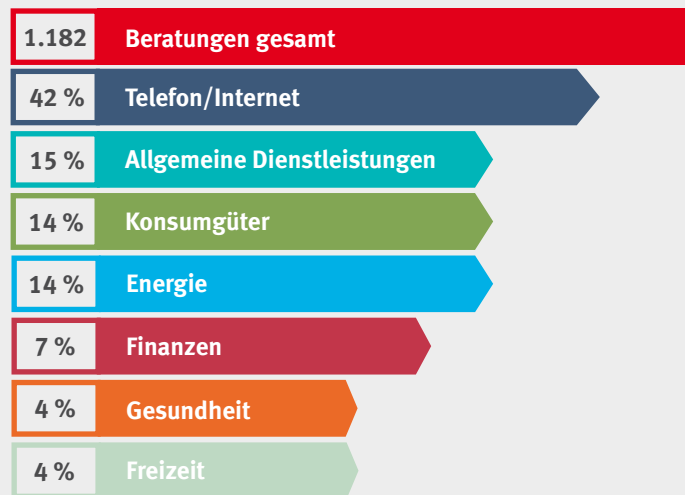 1.182 Beratungen gesamt
42 % Telefon/Internet
15 % Allgemeine Dienstleistungen
14 % Konsumgüter
14 % Energie
7 % Finanzen
4 % Gesundheit
4 % Freizeit